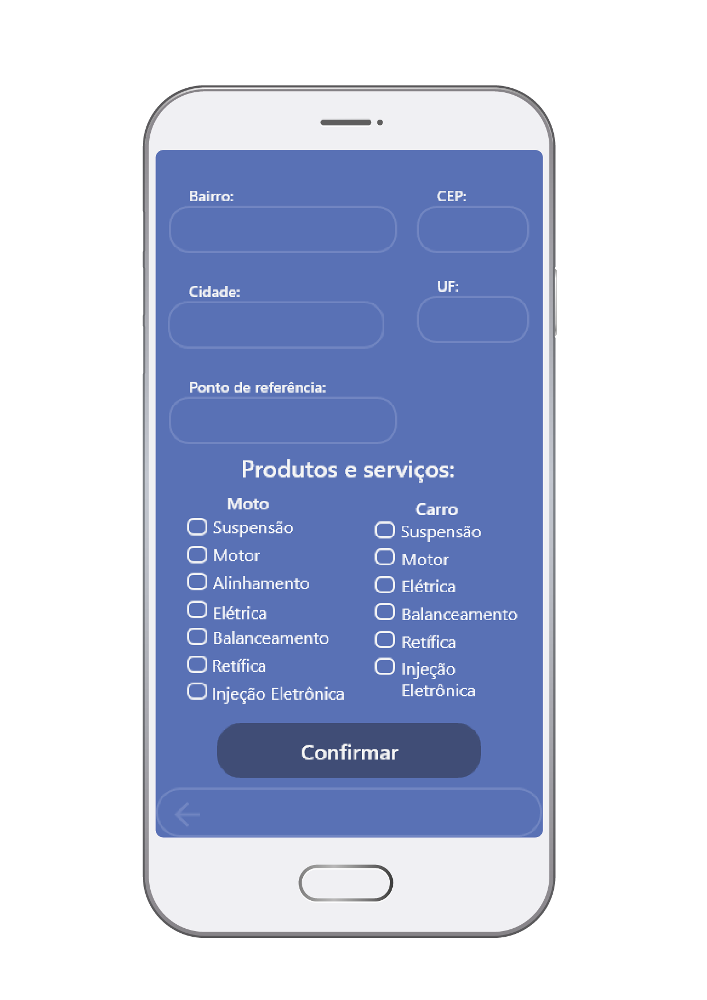 Bairro:
CEP:
Cidade:
UF:
Ponto de referência:
Produtos e serviços:
Moto
Suspensão
Motor
Alinhamento
Elétrica
Balanceamento
Retífica
Injeção Eletrônica
Carro
Suspensão
Motor
Elétrica
Balanceamento
Retífica
Injeção
Eletrônica
Confirmar